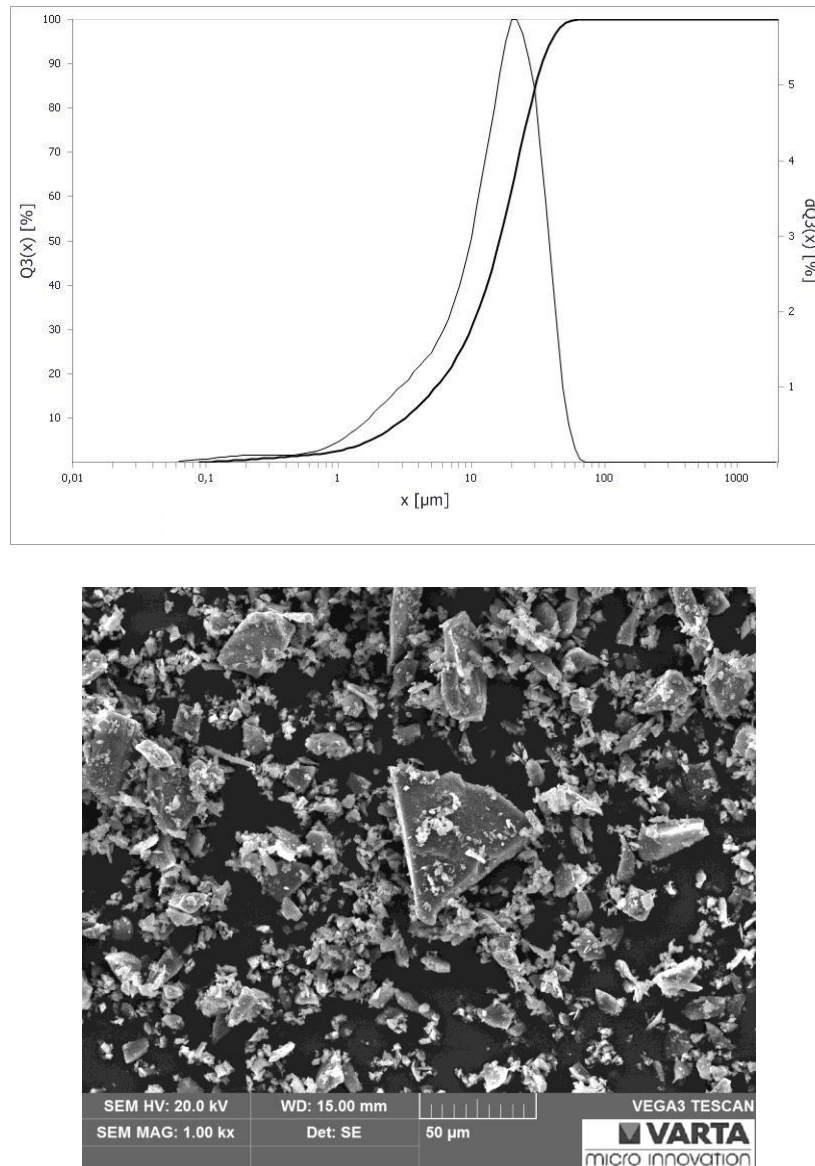 100
90
80
70
60
50
40
30
20
10
Q3(x) [%]
5
4
3
2
1
dQ3(x) [%]
0,01
0,1
1
10
100
1000
x [µm]
SEM HV: 20.0 kV
WD: 15.00 mm
VEGA3 TESCAN
SEM MAG: 1.00 kx
Det: SE
50 µm
VARTA
micro innovation